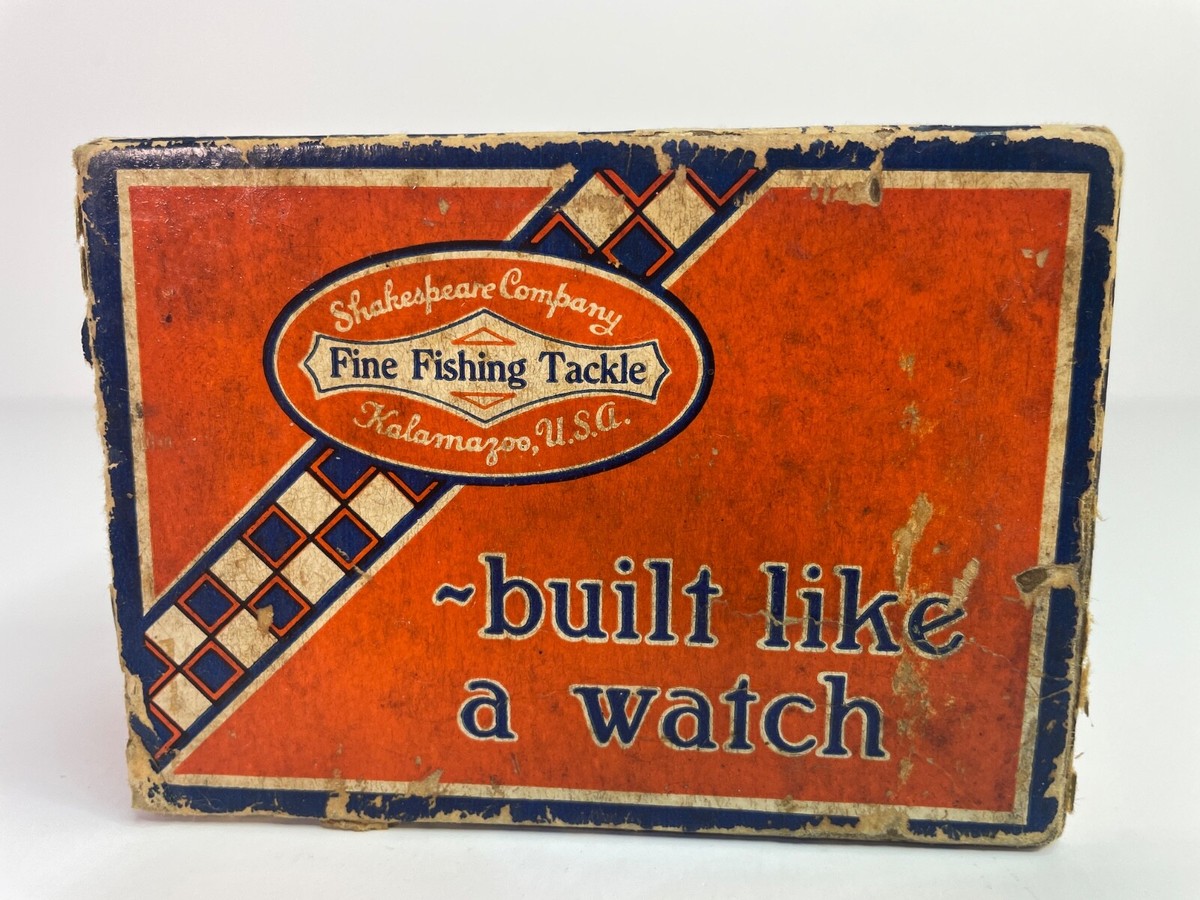 Shakespeare Company
Fine Fishing Tackle
Kalamazoo, U.S.A.
~built like
a watch